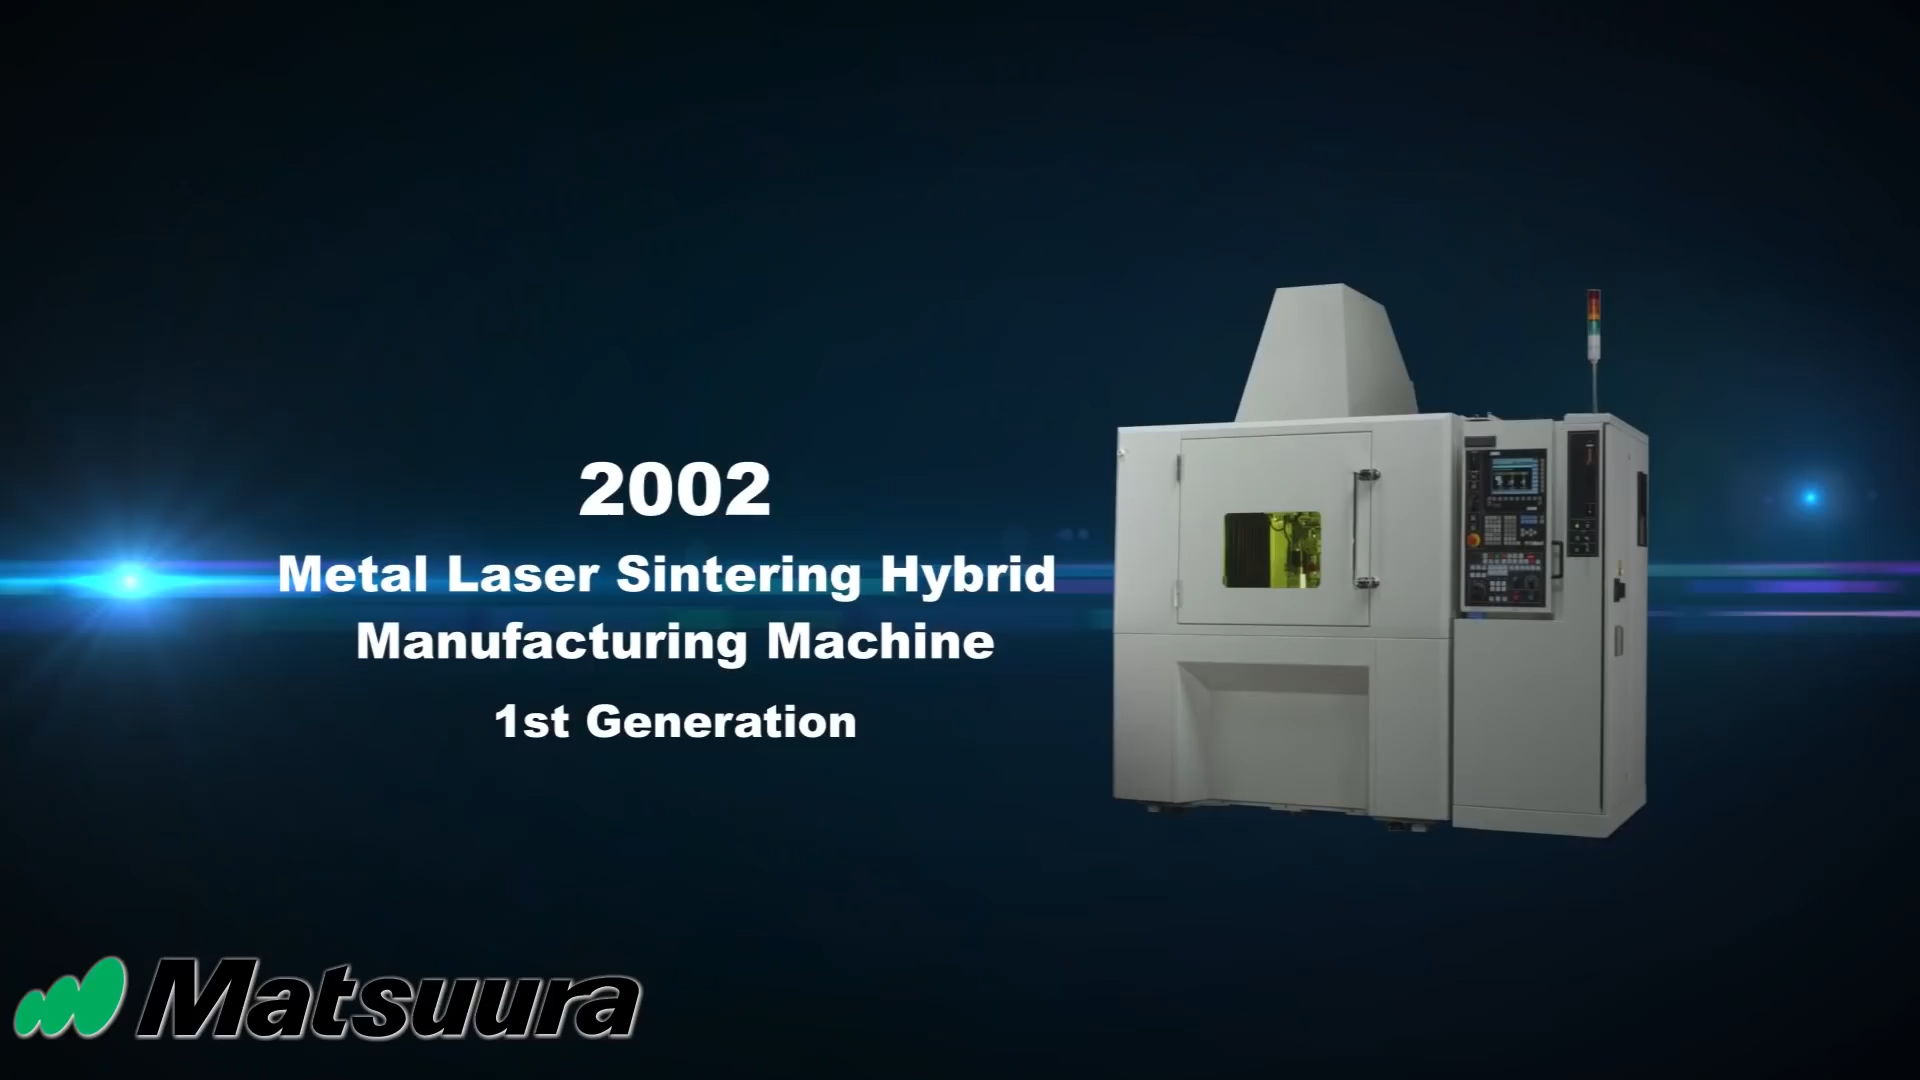 2002
Metal Laser Sintering Hybrid
Manufacturing Machine
1st Generation
Matsuura